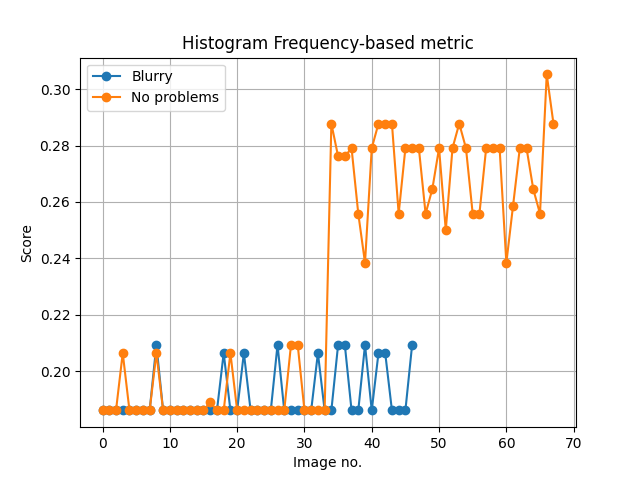 Histogram Frequency-based metric
Blurry
No problems
0.30
0.28
0.26
0.24
0.22
0.20
Score
0 10 20 30 40 50 60 70
Image no.